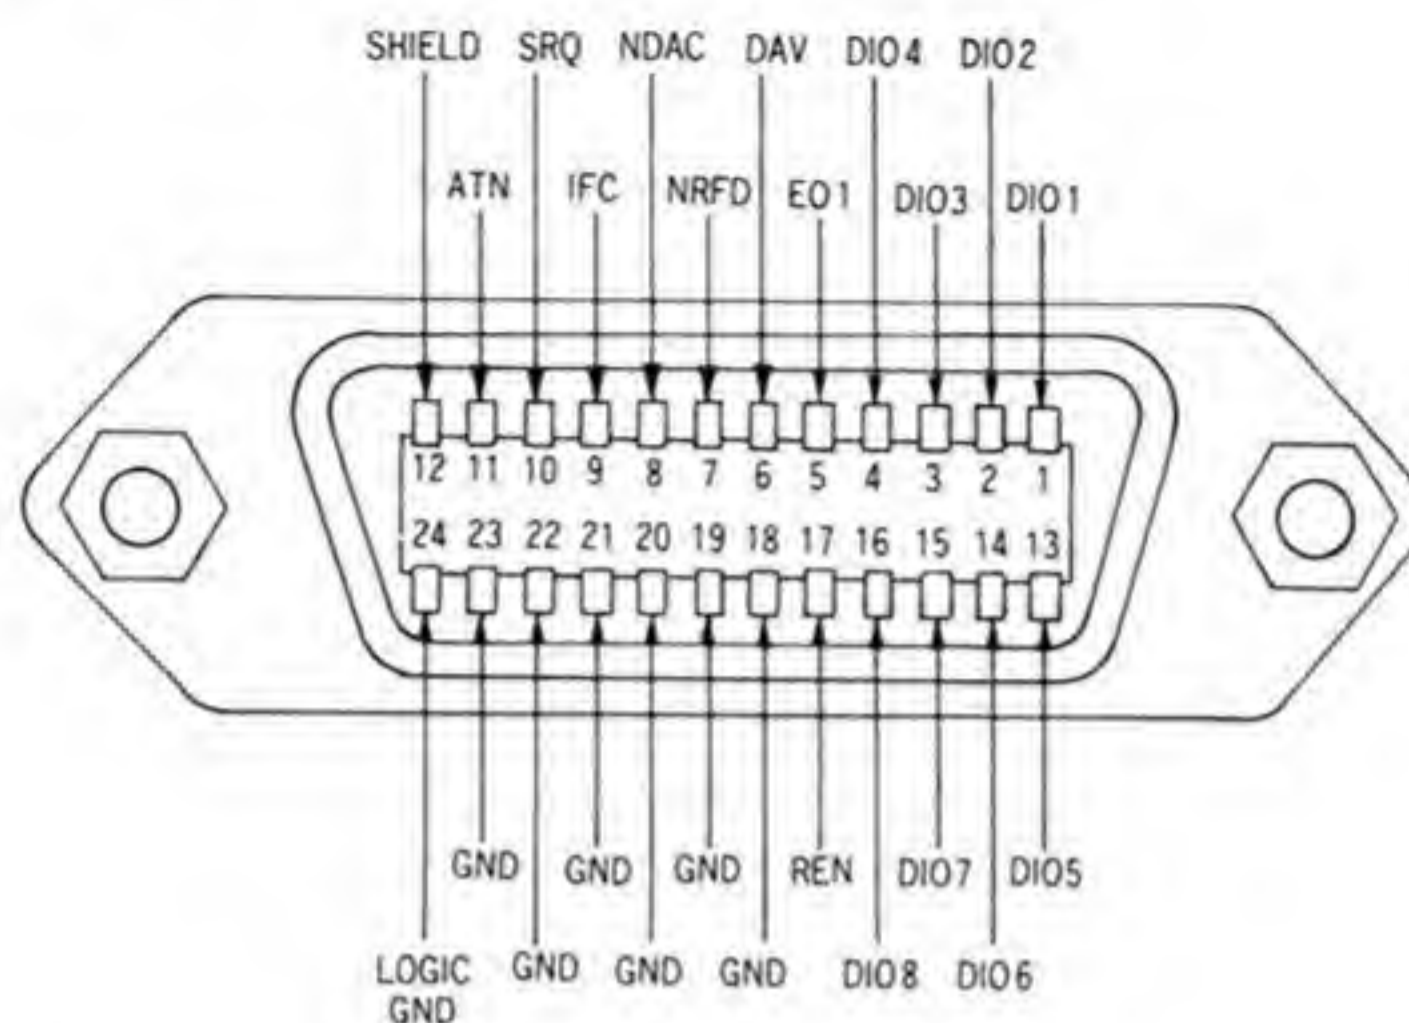 SHIELD SRQ NDAC DAV DIO4 DIO2
ATN IFC NRFD EO1 DIO3 DIO1
12 11 10 9 8 7 6 5 4 3 2 1
24 23 22 21 20 19 18 17 16 15 14 13
GND GND GND REN DIO7 DIO5
LOGIC GND GND GND DIO8 DIO6
GND